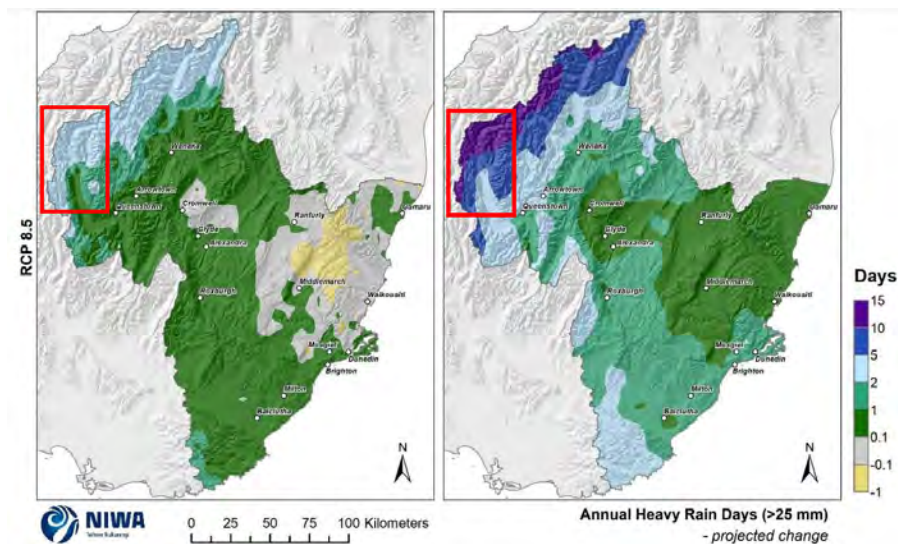 RCP 8.5
Wanaka
Arrowtown
Queenstown
Cromwell
Clyde
Alexandra
Ranfurly
Oamaru
Roxburgh
Middlemarch
Waikouaiti
Mosgiel
Dunedin
Brighton
Milton
Balclutha
N
Wanaka
Arrowtown
Queenstown
Cromwell
Clyde
Alexandra
Ranfurly
Oamaru
Roxburgh
Middlemarch
Waikouaiti
Mosgiel
Dunedin
Brighton
Milton
Balclutha
N
Days
15
10
5
2
1
0.1
-0.1
-1
NIWA
Taihoro Nukurangi
0 25 50 75 100 Kilometers
Annual Heavy Rain Days (>25 mm)
- projected change